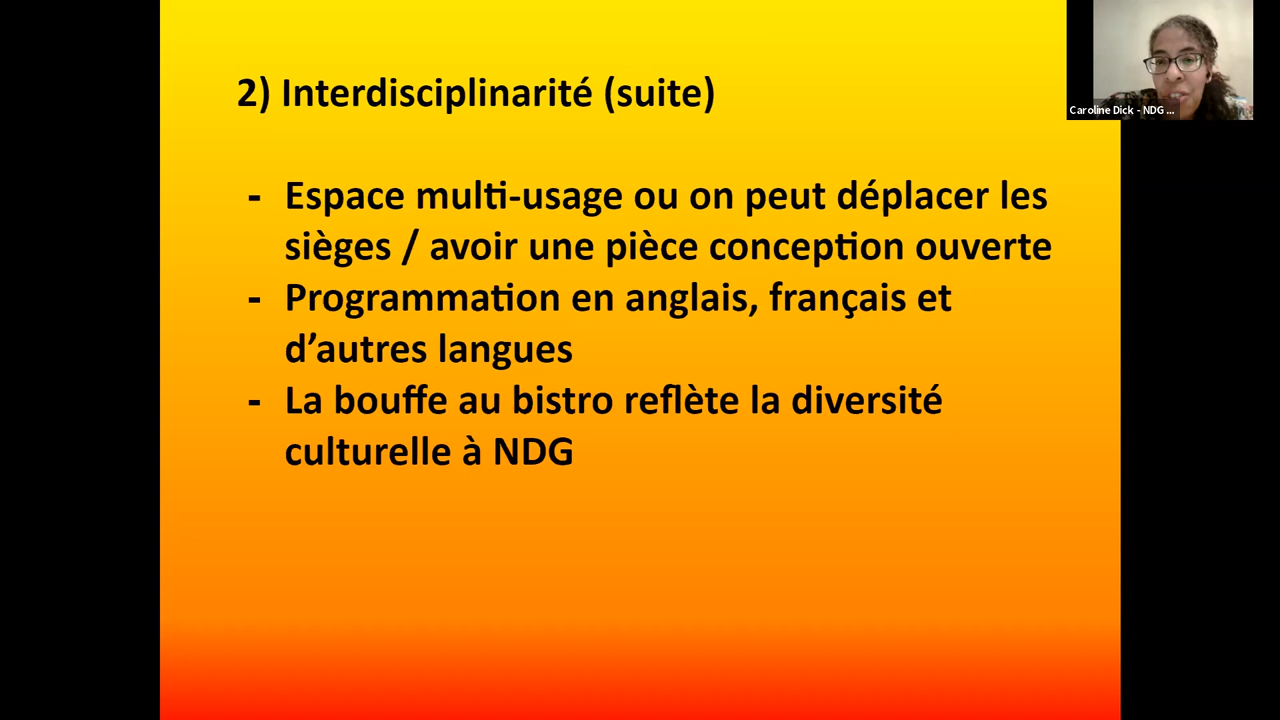 2) Interdisciplinarité (suite)
- Espace multi-usage ou on peut déplacer les
sièges / avoir une pièce conception ouverte
- Programmation en anglais, français et
d’autres langues
- La bouffe au bistro reflète la diversité
culturelle à NDG
Caroline Dick - NDG ...